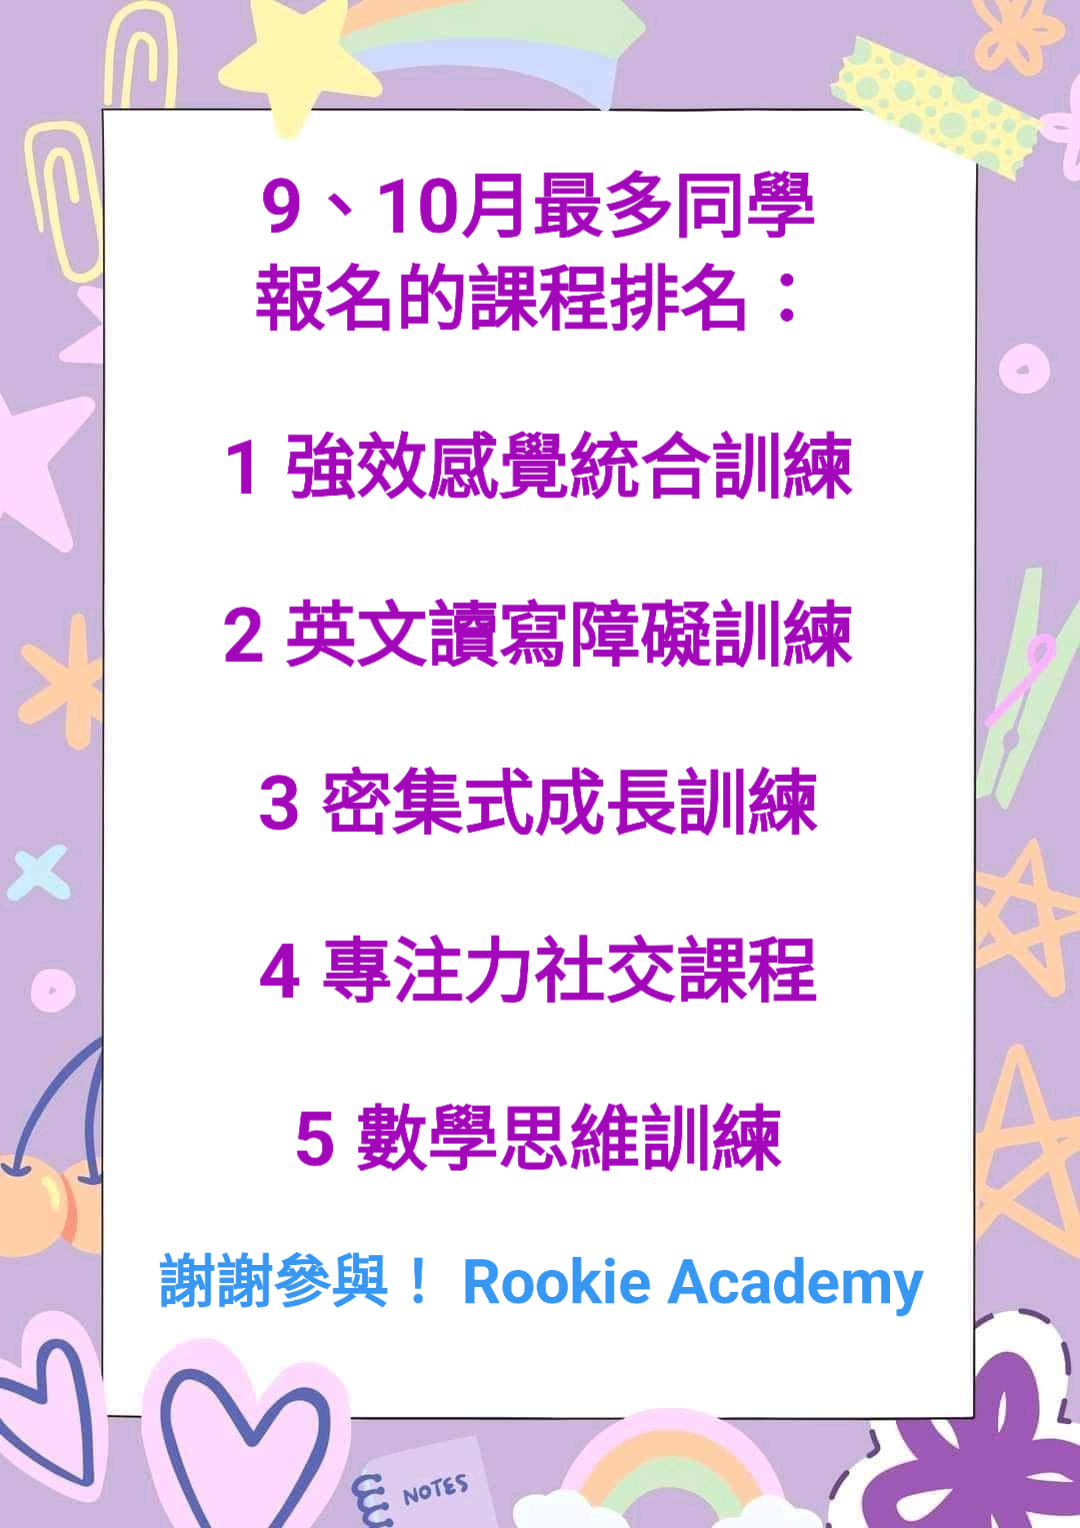 9、10月最多同學
報名的課程排名：
1 強效感覺統合訓練
2 英文讀寫障礙訓練
3 密集式成長訓練
4 專注力社交課程
5 數學思維訓練
謝謝參與！ Rookie Academy
NOTES